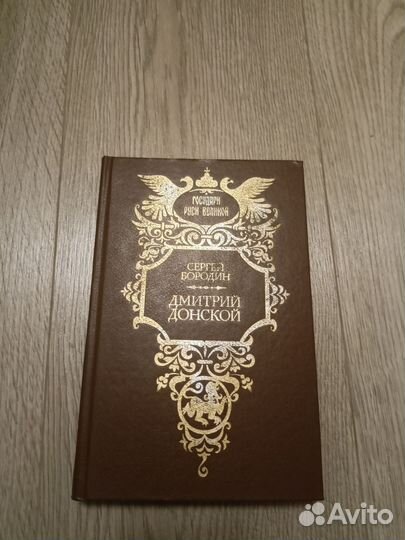 ГОСУДАРИ
РУСИ ВЕЛИКОЙ
СЕРГЕЙ
БОРОДИН
ДМИТРИЙ
ДОНСКОЙ
Avito